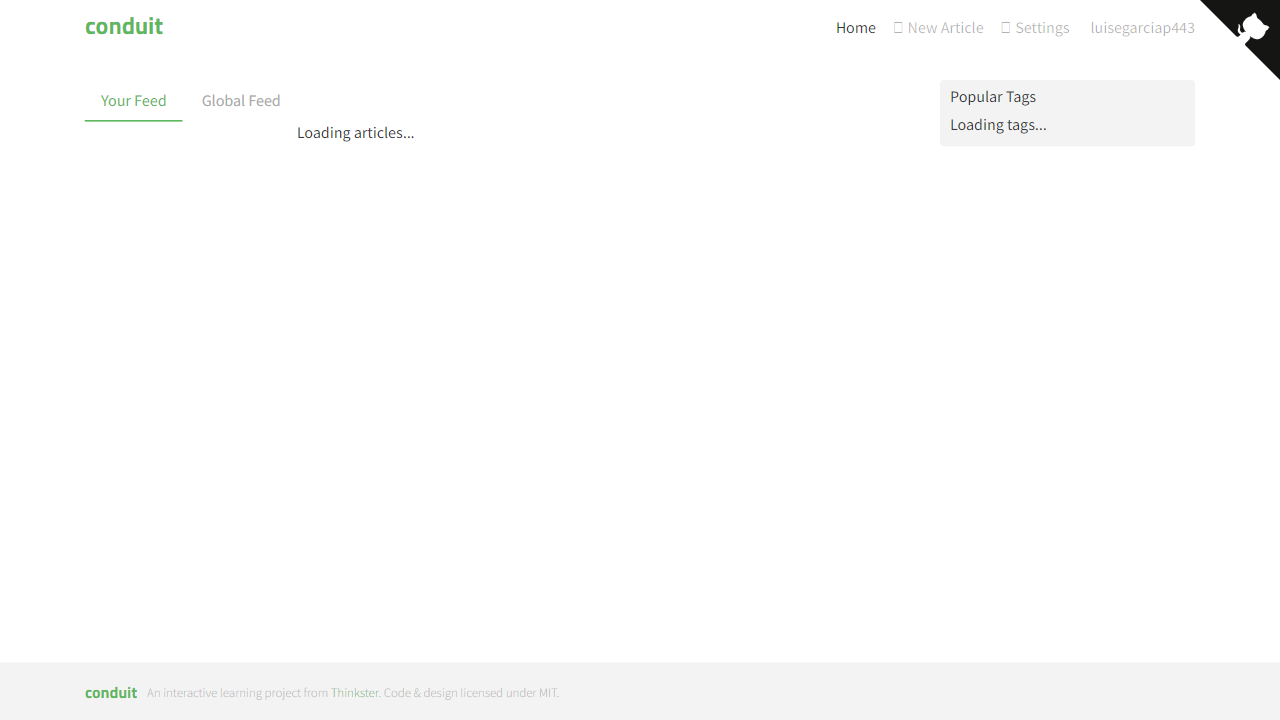 conduit
Home New Article Settings luisegarciap443
Your Feed Global Feed
Loading articles...
Popular Tags
Loading tags...
conduit An interactive learning project from Thinkster. Code & design licensed under MIT.